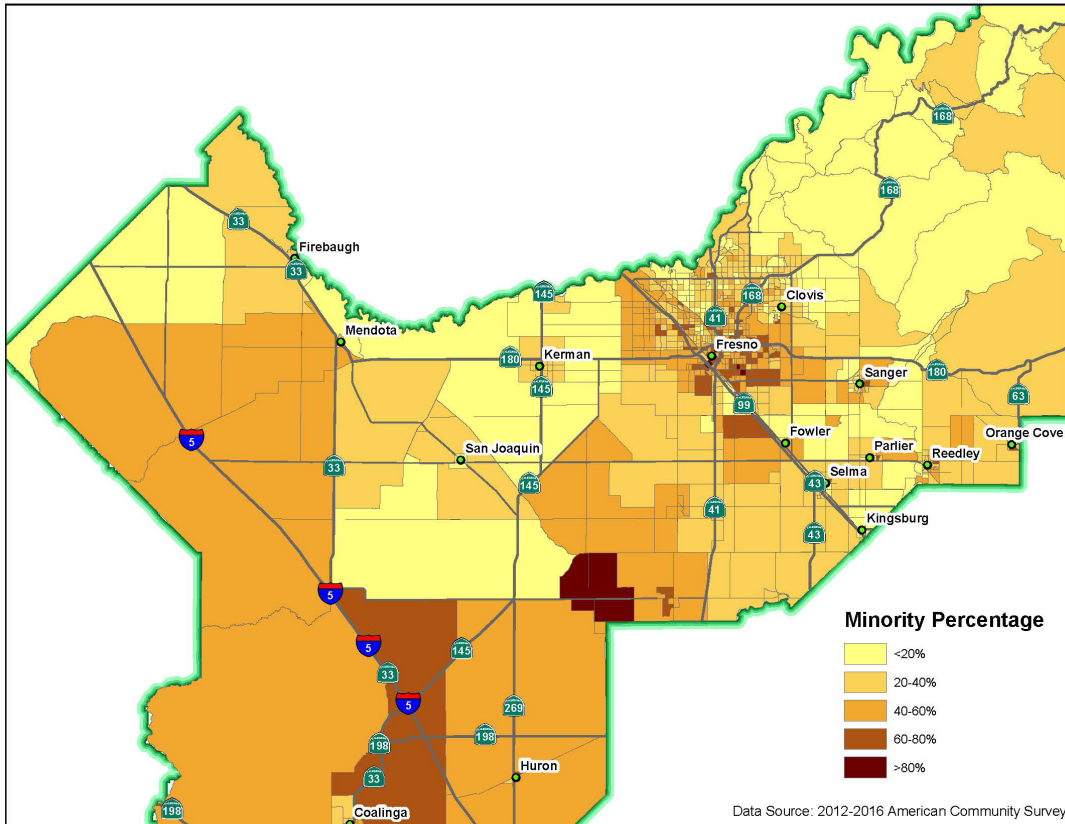 168
168
33
Firebaugh
33
145
168
Clovis
41
Mendota
Fresno
180
Kerman
145
Sanger
180
63
99
5
Fowler
Orange Cove
San Joaquin
Parlier
Reedley
33
145
43
Selma
41
Kingsburg
43
5
Minority Percentage
<20%
20-40%
40-60%
60-80%
>80%
5
145
33
5
269
198
198
33
Huron
198
Coalinga
Data Source: 2012-2016 American Community Survey